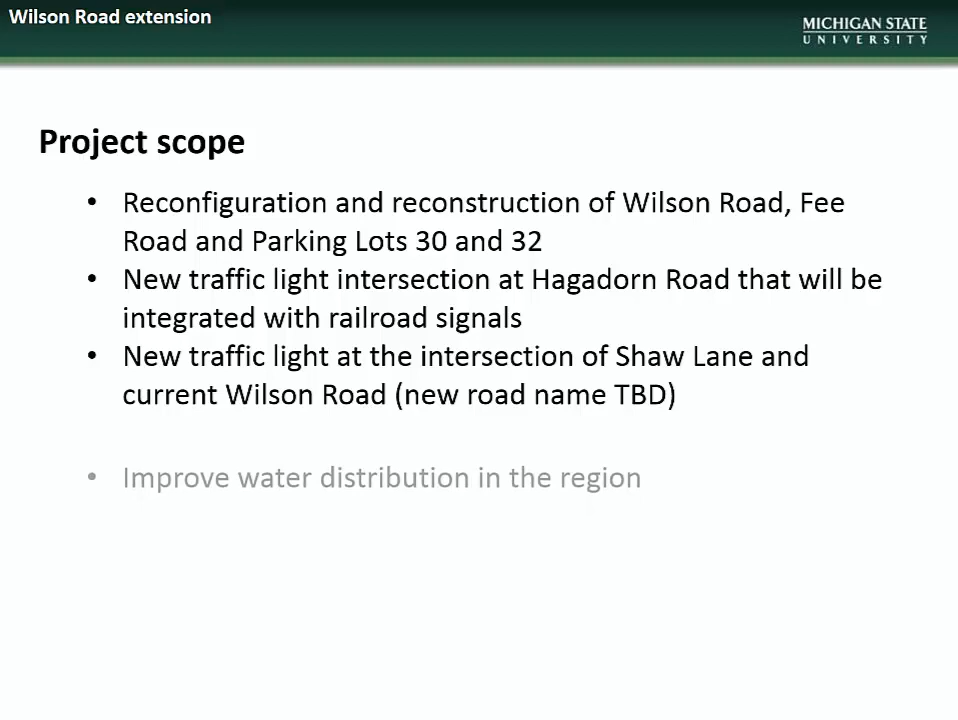 Wilson Road extension
MICHIGAN STATE
UNIVERSITY
Project scope
• Reconfiguration and reconstruction of Wilson Road, Fee
Road and Parking Lots 30 and 32
• New traffic light intersection at Hagadorn Road that will be
integrated with railroad signals
• New traffic light at the intersection of Shaw Lane and
current Wilson Road (new road name TBD)
• Improve water distribution in the region